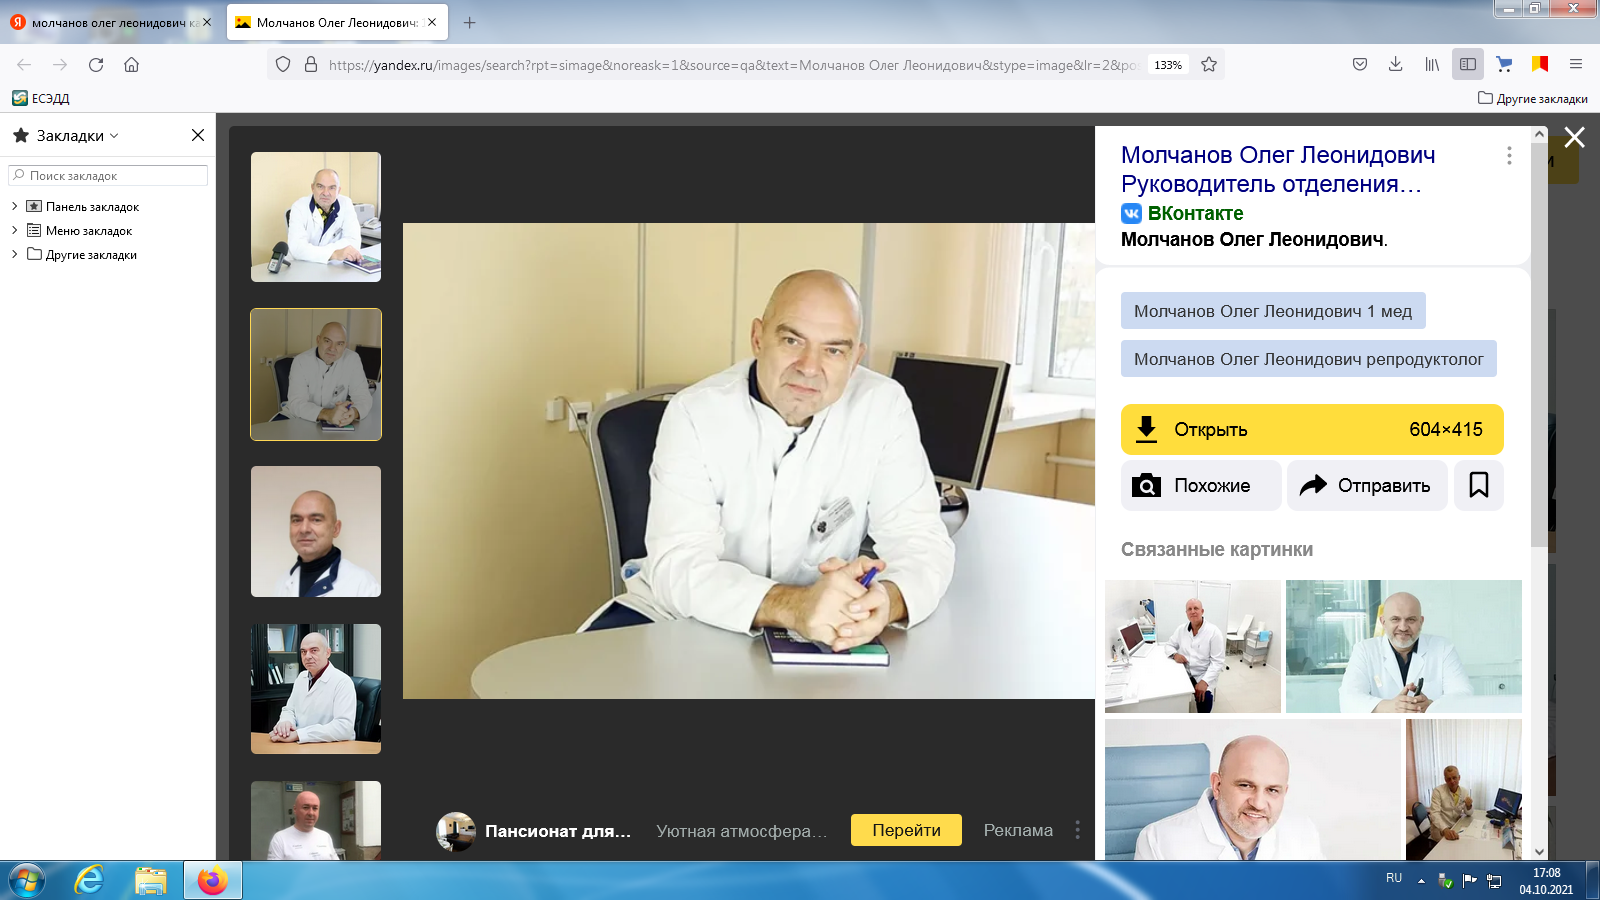 молчанов олег леонидович ка
Молчанов Олег Леонидович:
https://yandex.ru/images/search?rpt=simage&noreask=1&source=qa&text=Молчанов Олег Леонидович&stype=image&lr=2&pos
133%
ЕСЭДД
Другие закладки
Закладки
Поиск закладок
Панель закладок
Меню закладок
Другие закладки
Молчанов Олег Леонидович
Руководитель отделения...
ВКонтакте
Молчанов Олег Леонидович.
Молчанов Олег Леонидович 1 мед
Молчанов Олег Леонидович репродуктолог
Открыть 604×415
Похожие
Отправить
Связанные картинки
Пансионат для...
Уютная атмосфера...
Перейти
Реклама
RU
17:08
04.10.2021